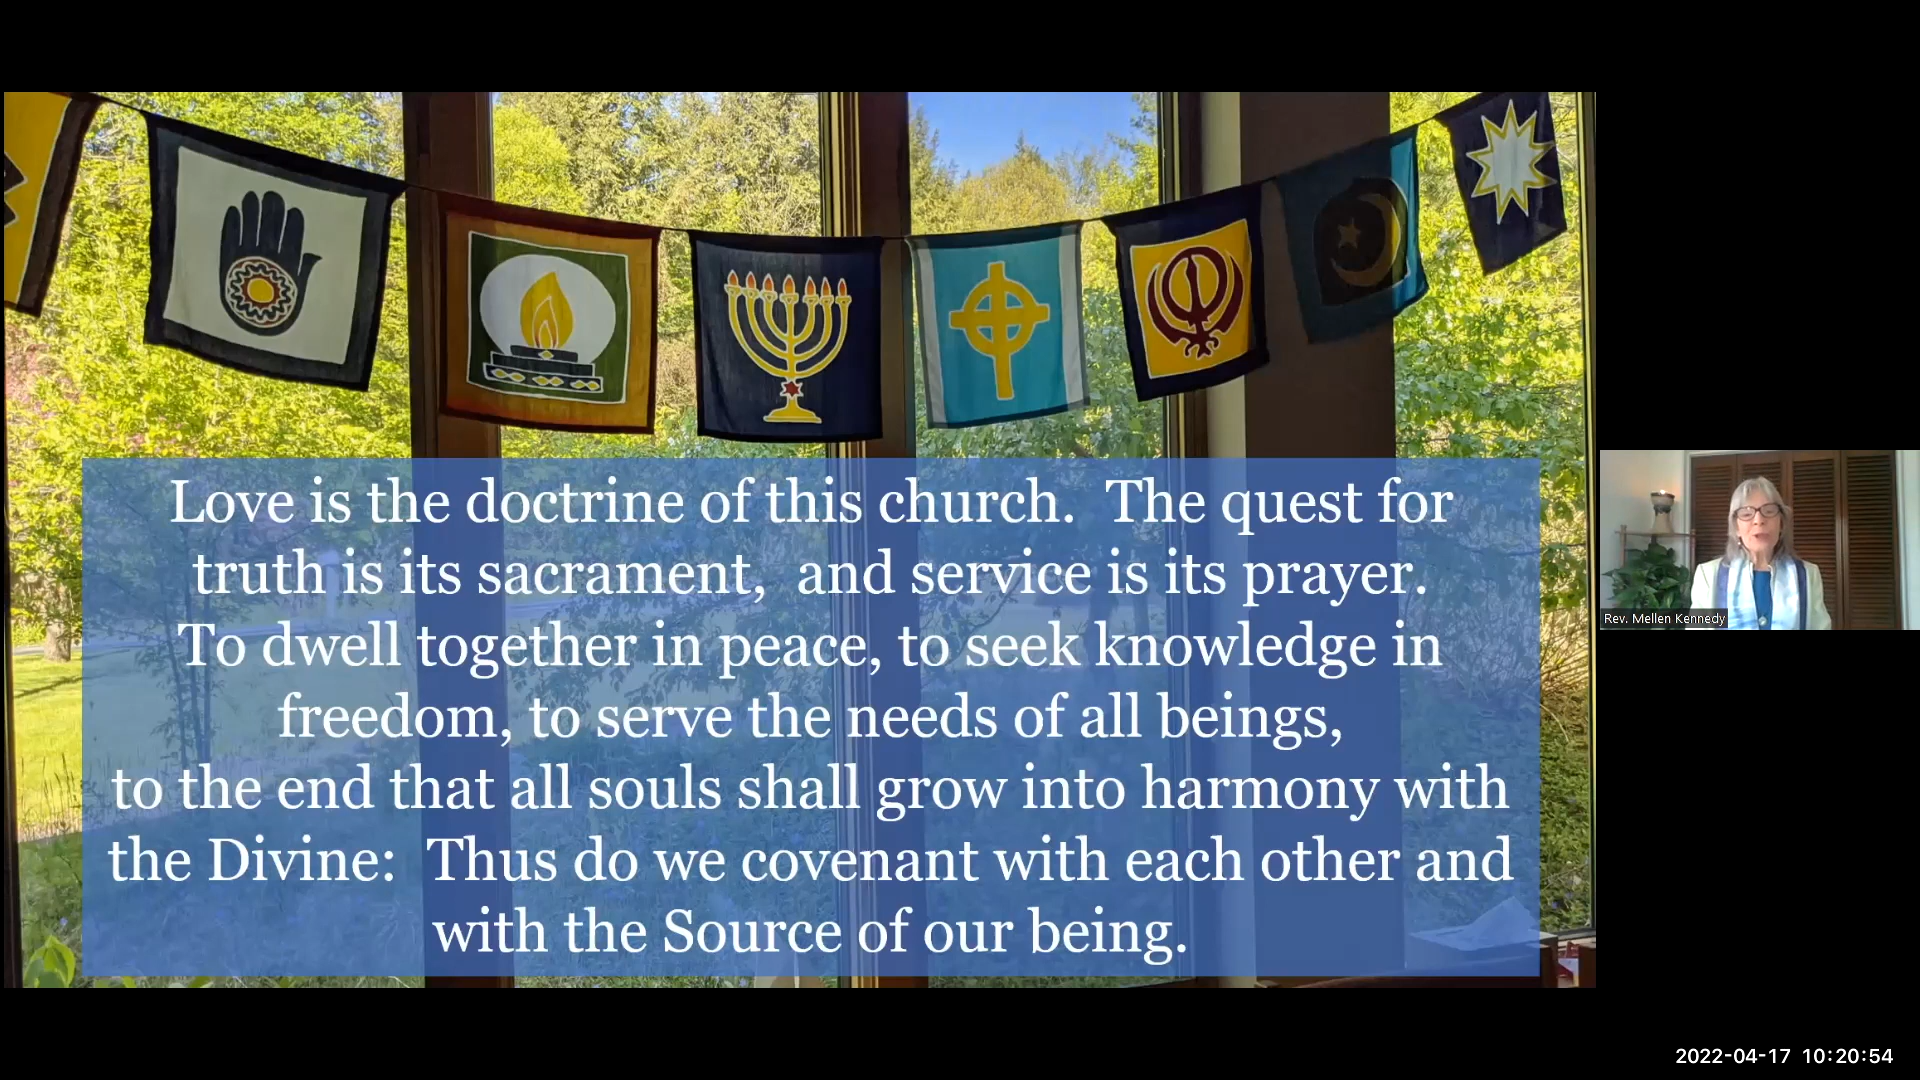 Love is the doctrine of this church.  The quest for
truth is its sacrament,  and service is its prayer.
To dwell together in peace, to seek knowledge in
freedom, to serve the needs of all beings,
to the end that all souls shall grow into harmony with
the Divine:  Thus do we covenant with each other and
with the Source of our being.
Rev. Mellen Kennedy
2022-04-17  10:20:54